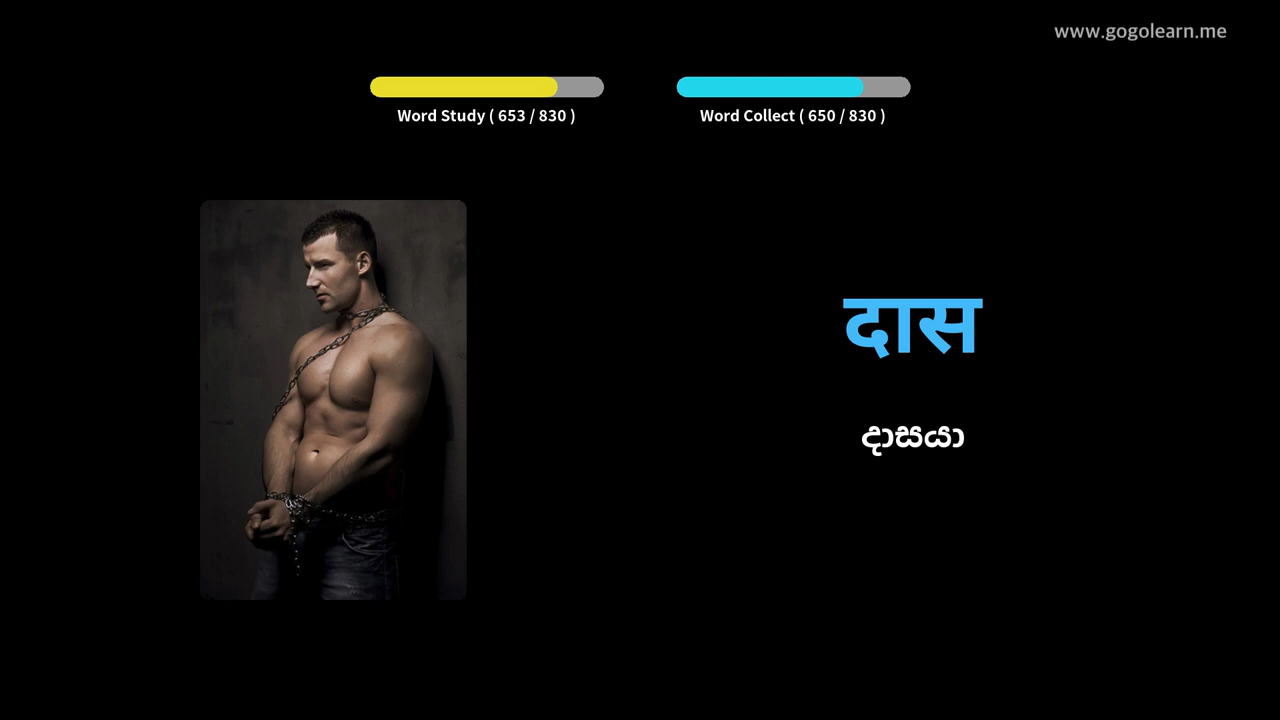 www.gogolearn.me
Word Study ( 653 / 830 )
Word Collect ( 650 / 830 )
दास
දාසයා